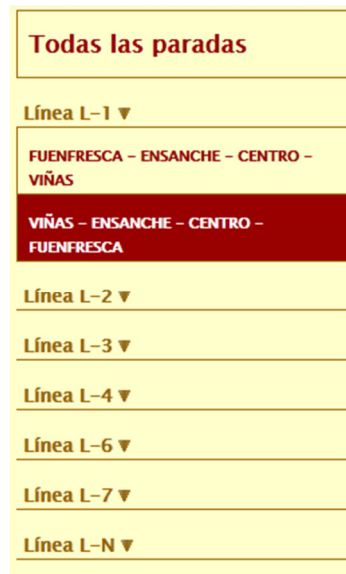 Todas las paradas
Línea L-1 ▼
FUENFRESCA - ENSANCHE - CENTRO -
VIÑAS
VIÑAS - ENSANCHE - CENTRO -
FUENFRESCA
Línea L-2 ▼
Línea L-3 ▼
Línea L-4 ▼
Línea L-6 ▼
Línea L-7 ▼
Línea L-N ▼